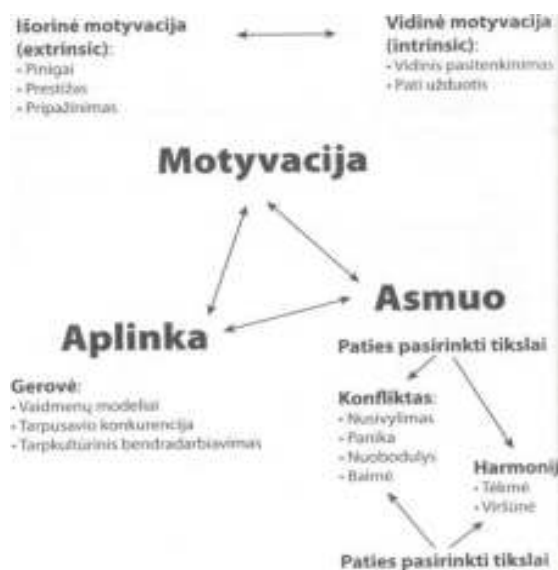 Išorinė motyvacija
(extrinsic):
• Pinigai
• Prestižas
• Pripažinimas
Vidinė motyvacija
(intrinsic):
• Vidinis pasitenkinimas
• Pati užduotis
Motyvacija
Aplinka
Asmuo
Gerovė:
• Vaidmenų modeliai
• Tarpusavio konkurencija
• Tarpkultūrinis bendradarbiavimas
Paties pasirinkti tikslai
Konfliktas:
• Nusivylimas
• Panika
• Nuobodulys
• Baimė
Harmonij
• Tėkmė
• Viršūnė
Paties pasirinkti tikslai